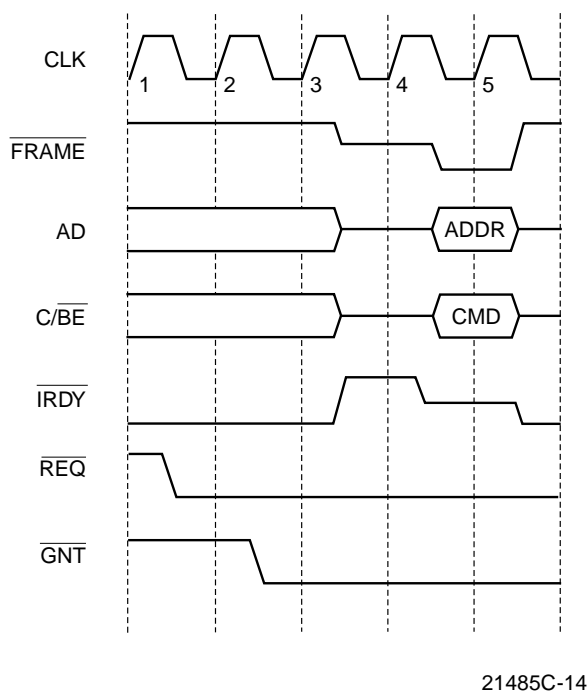 CLK
1 2 3 4 5
FRAME
AD
ADDR
C/BE
CMD
IRDY
REQ
GNT
21485C-14